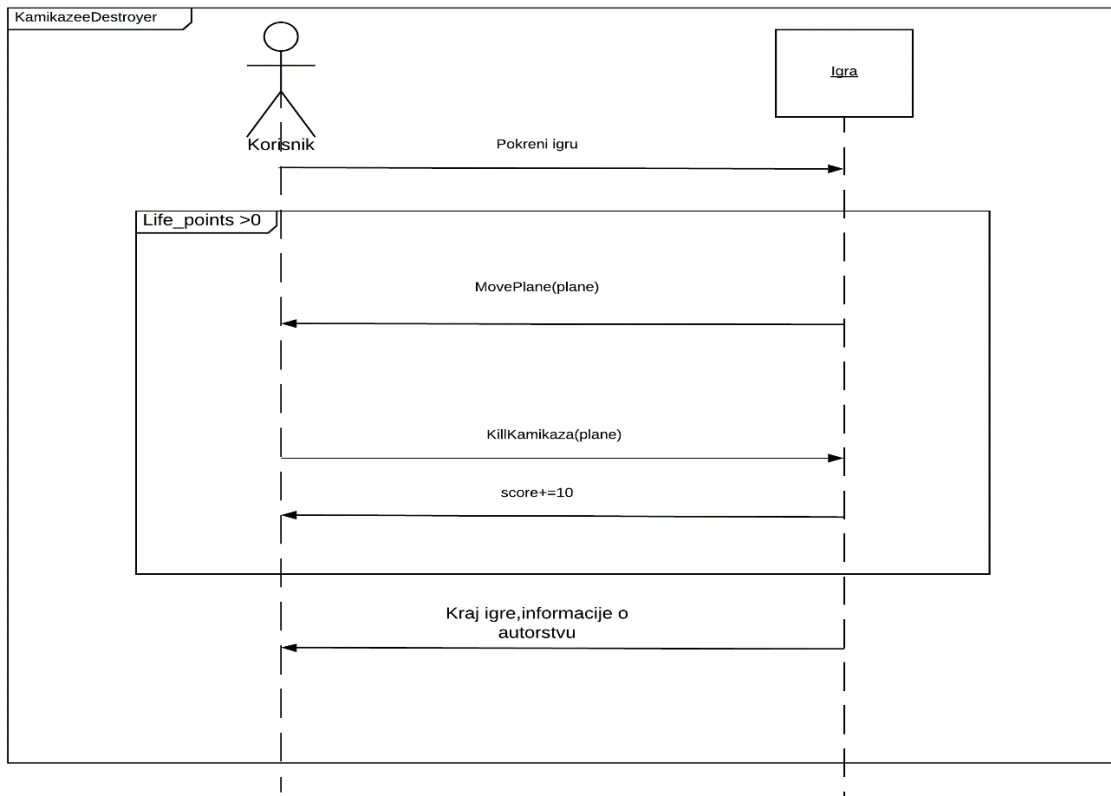 KamikazeeDestroyer
Igra
Korisnik
Pokreni igru
Life_points >0
MovePlane(plane)
KillKamikaza(plane)
score+=10
Kraj igre,informacije o
autorstvu